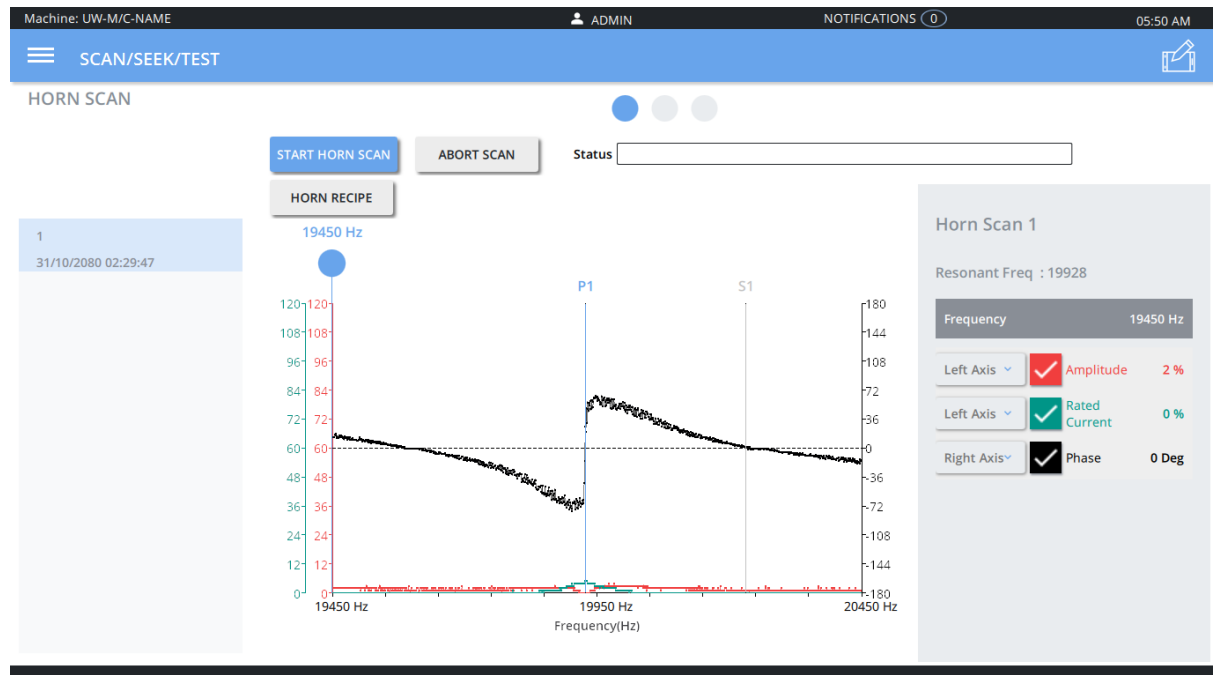 Machine: UW-M/C-NAME ADMIN NOTIFICATIONS 0 05:50 AM
SCAN/SEEK/TEST
HORN SCAN
START HORN SCAN ABORT SCAN Status
HORN RECIPE
1
31/10/2080 02:29:47
19450 Hz
P1 S1
120 120 180
108 108 144
96 96 108
84 84 72
72 72 36
60 60 0
48 48 -36
36 36 -72
24 24 -108
12 12 -144
0 0 -180
19450 Hz 19950 Hz 20450 Hz
Frequency(Hz)
Horn Scan 1
Resonant Freq : 19928
Frequency 19450 Hz
Left Axis Amplitude 2 %
Left Axis Rated Current 0 %
Right Axis Phase 0 Deg